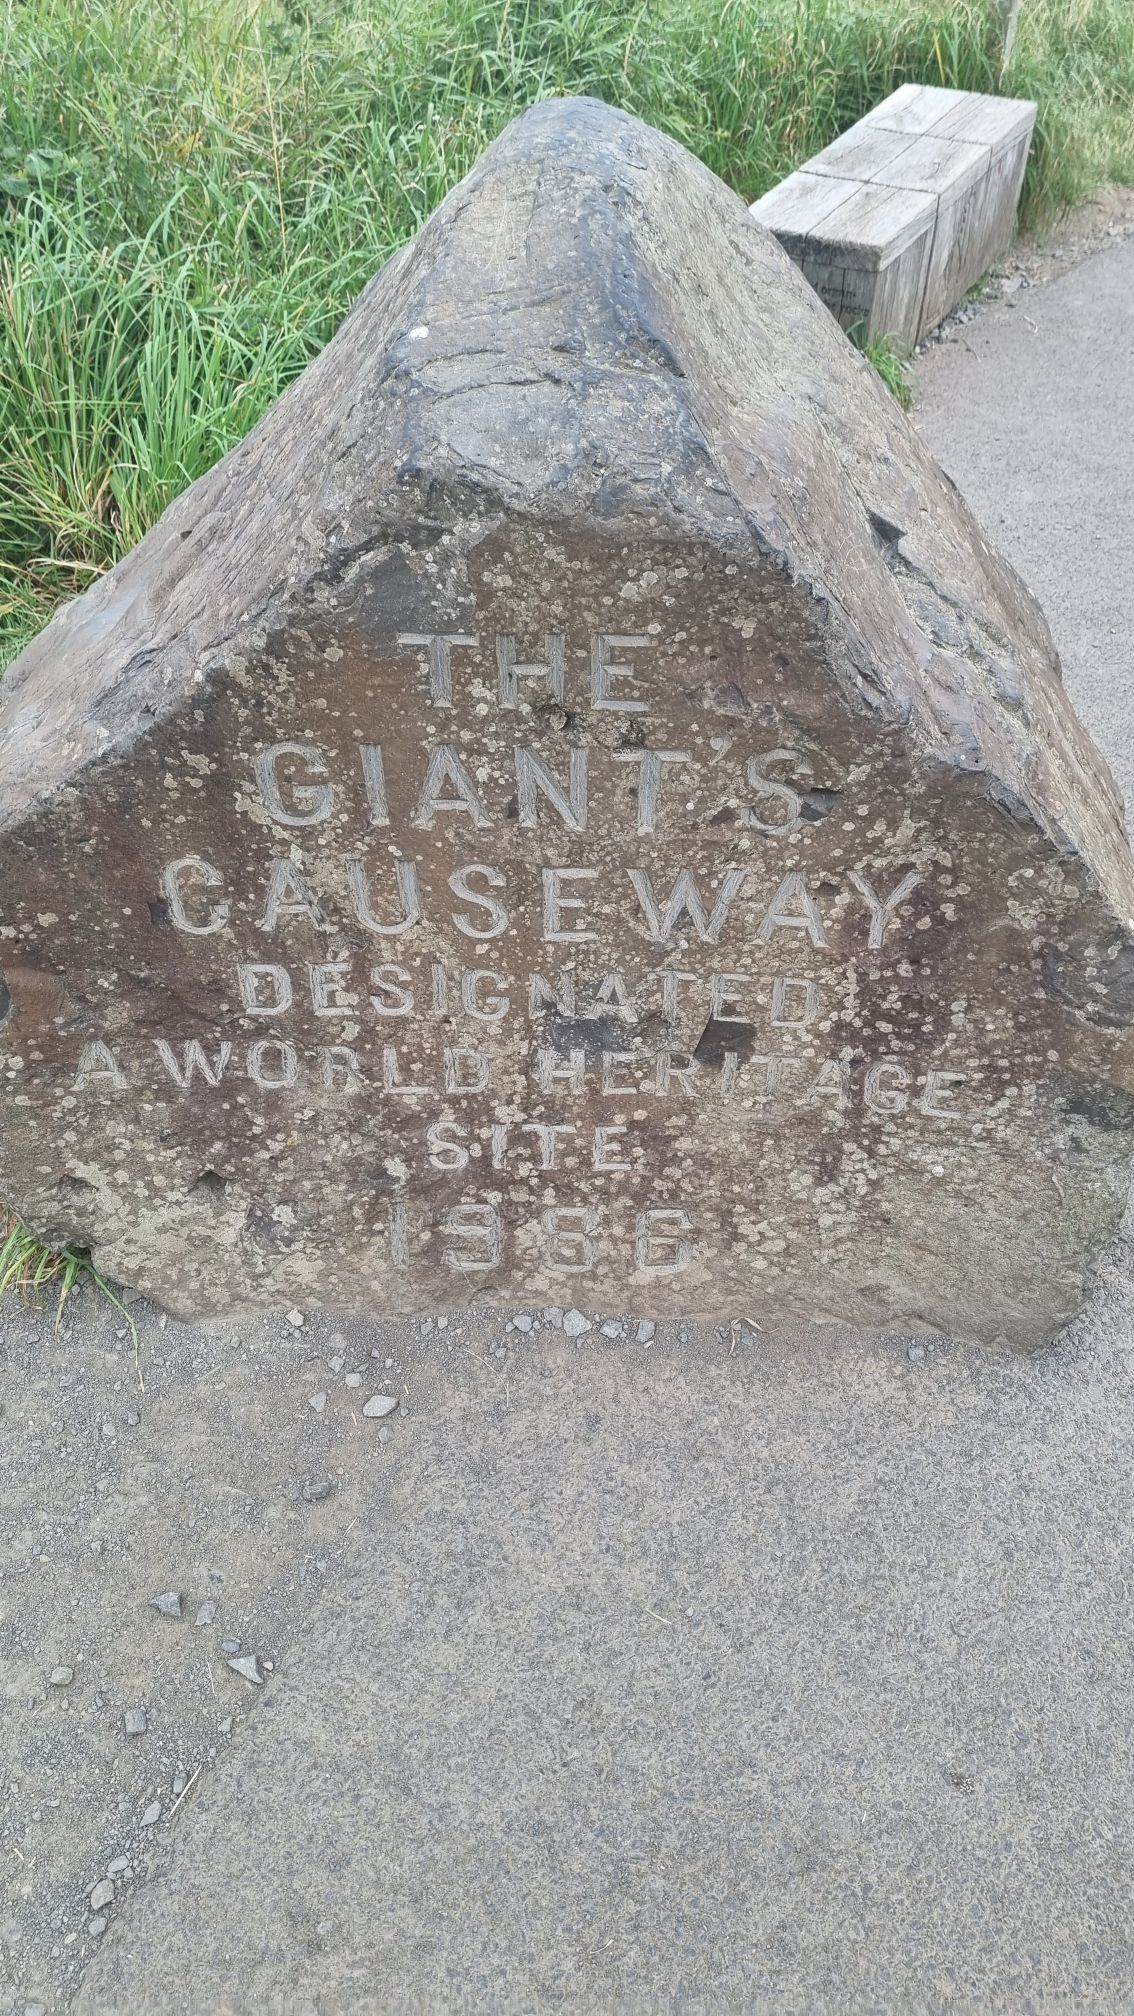 THE
GIANT'S
CAUSEWAY
DESIGNATED
A WORLD HERITAGE
SITE
1986